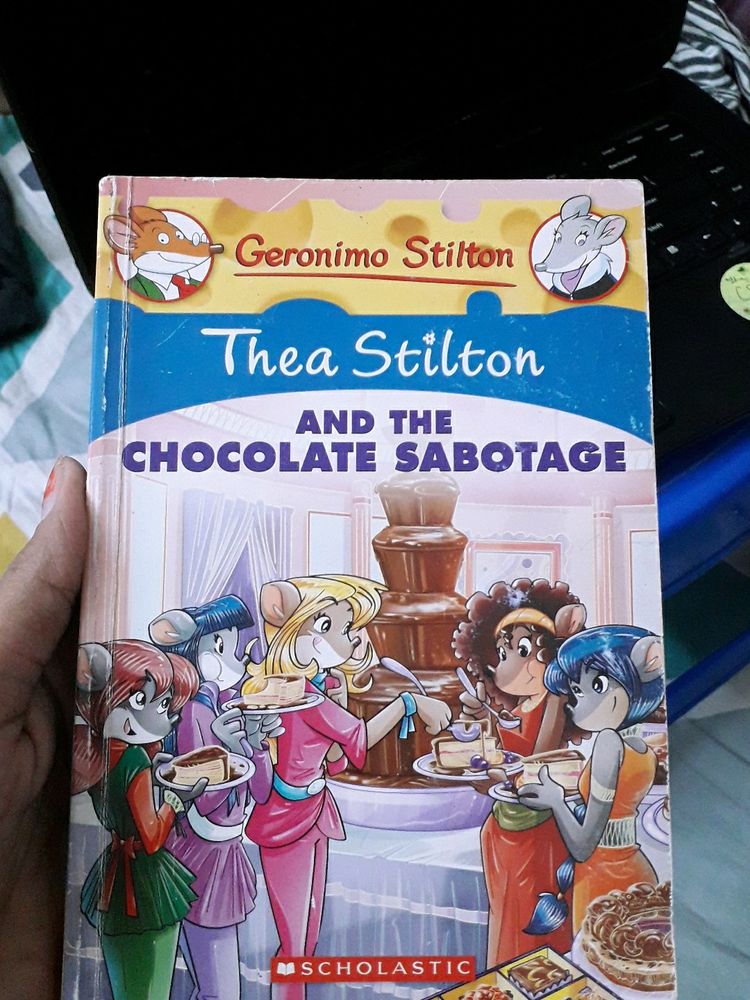 Geronimo Stilton
Thea Stilton
AND THE
CHOCOLATE SABOTAGE
SCHOLASTIC